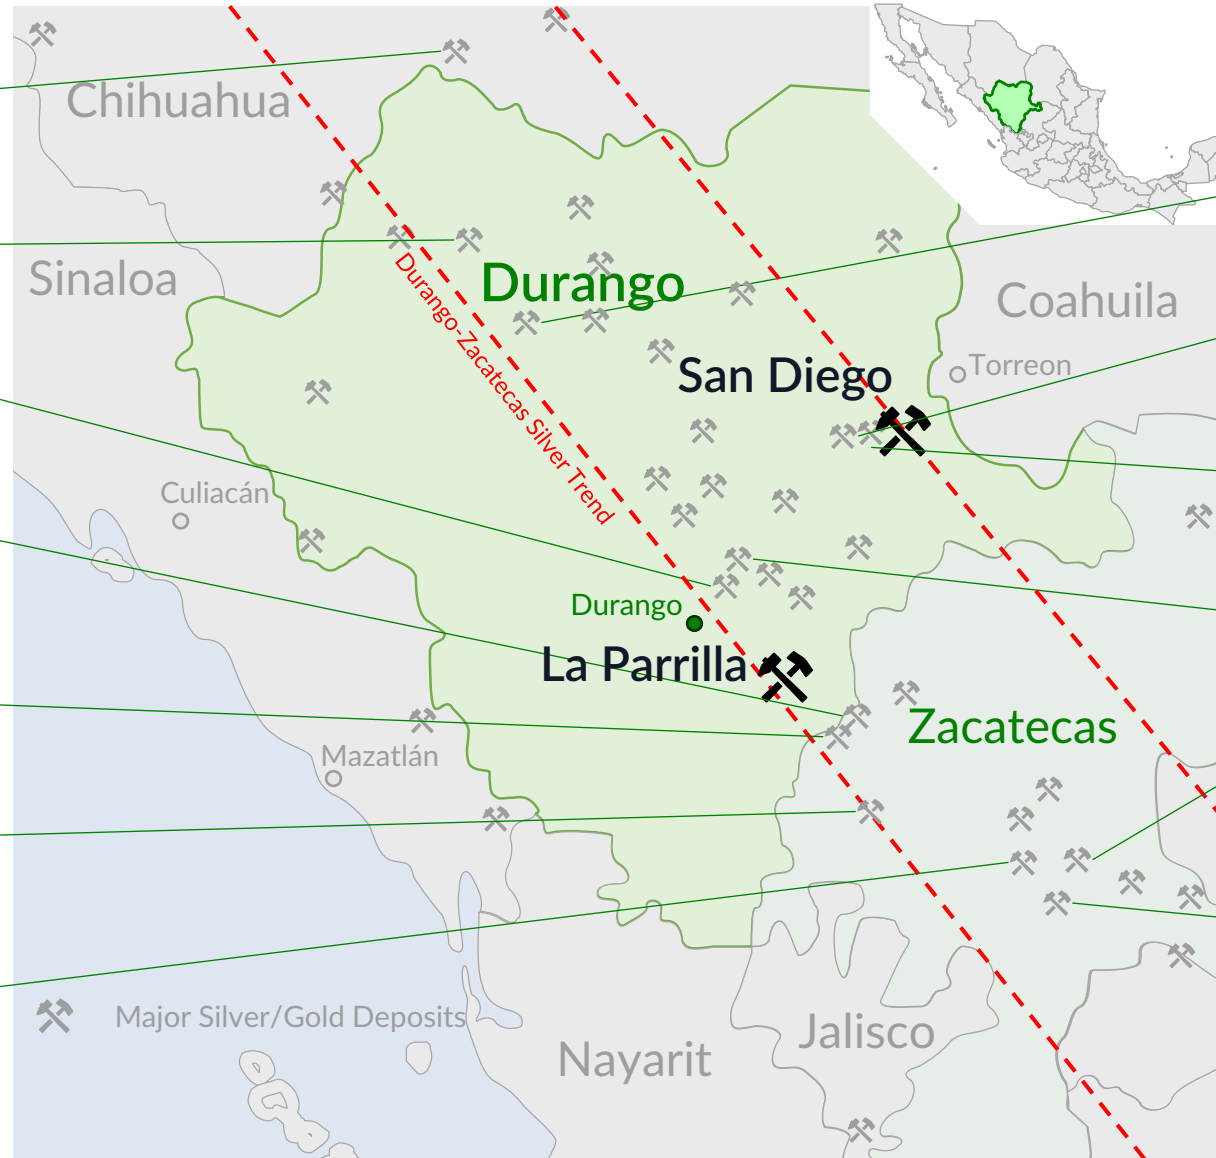 Chihuahua
Sinaloa
Durango
Coahuila
Durango-Zacatecas Silver Trend
San Diego
Torreon
Culiacán
Durango
La Parrilla
Zacatecas
Mazatlán
Major Silver/Gold Deposits
Jalisco
Nayarit